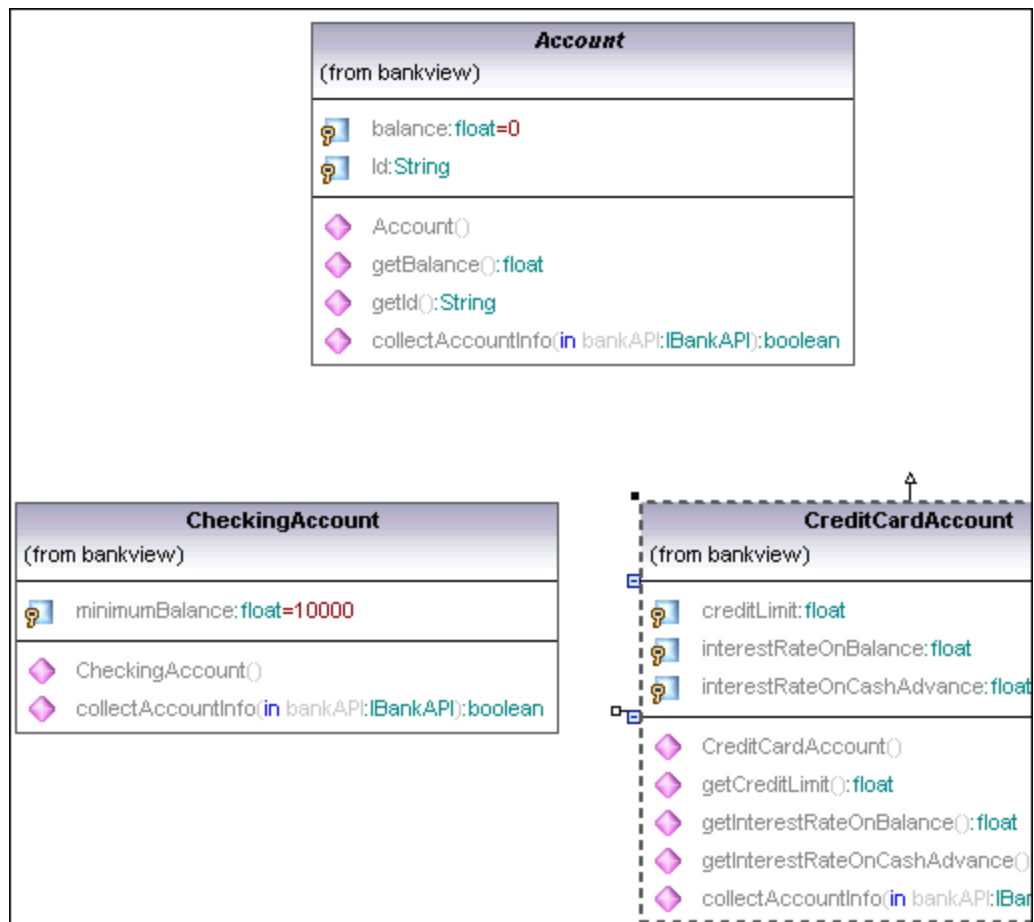 Account
(from bankview)
balance:float=0
Id:String
Account()
getBalance():float
getId():String
collectAccountInfo(in bankAPI:IBankAPI):boolean
CheckingAccount
(from bankview)
minimumBalance:float=10000
CheckingAccount()
collectAccountInfo(in bankAPI:IBankAPI):boolean
CreditCardAccount
(from bankview)
creditLimit:float
interestRateOnBalance:float
interestRateOnCashAdvance:float
CreditCardAccount()
getCreditLimit():float
getInterestRateOnBalance():float
getInterestRateOnCashAdvance()
collectAccountInfo(in bankAPI: